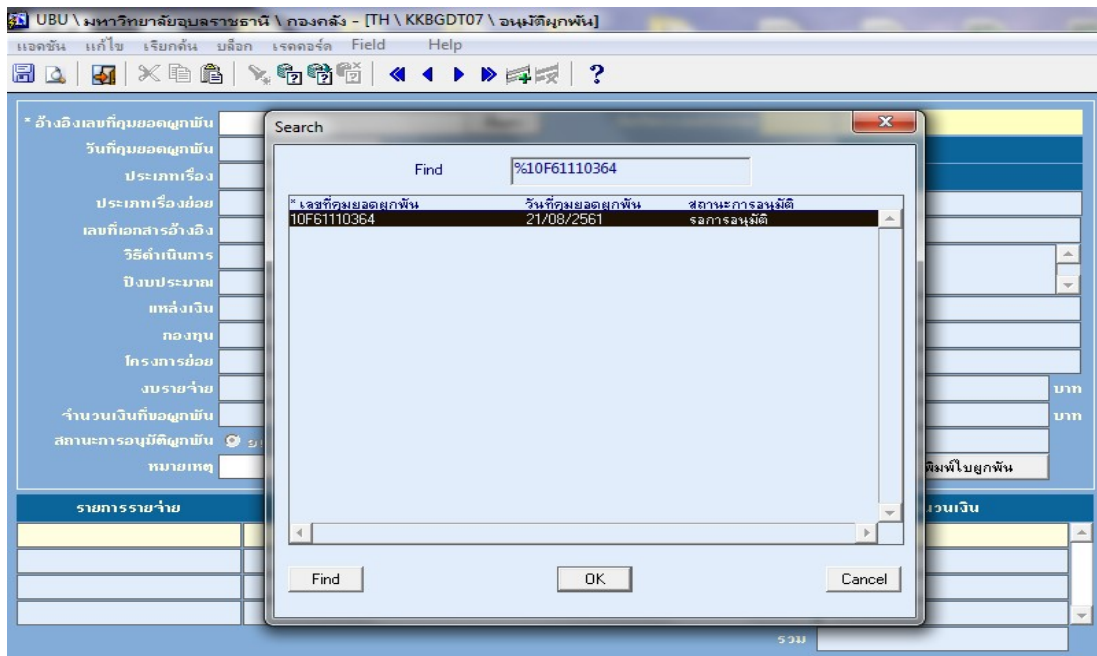 UBU \ มหาวิทยาลัยอุบลราชธานี \ กองคลัง - [TH \ KKBGDT07 \ อนุมัติผูกพัน]
แอคชัน แก้ไข เรียกค้น บล็อก เรคคอร์ด Field Help
* อ้างอิงเลขที่กุมยอดผูกพัน
วันที่กุมยอดผูกพัน
ประเภทเรื่อง
ประเภทเรื่องย่อย
เลขที่เอกสารอ้างอิง
วิธีดำเนินการ
ปีงบประมาณ
แหล่งเงิน
กองทุน
โครงการย่อย
งบรายจ่าย
บาท
จำนวนเงินที่ขอผูกพัน
บาท
สถานะการอนุมัติผูกพัน
หมายเหตุ
พิมพ์ใบผูกพัน
รายการรายจ่าย
นวนเงิน
รวม
Search
Find %10F61110364
* เลขที่กุมยอดผูกพัน วันที่กุมยอดผูกพัน สถานะการอนุมัติ
10F61110364 21/08/2561 รอการอนุมัติ
Find OK Cancel